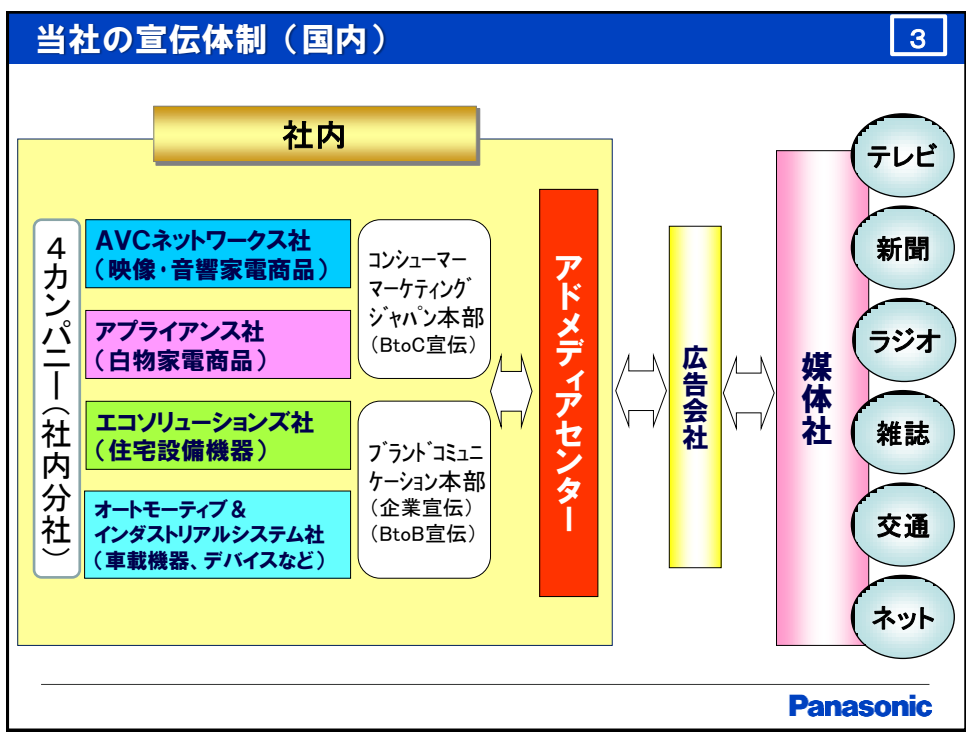 当社の宣伝体制（国内）
3
社内
4カンパニー(社内分社)
AVCネットワークス社
（映像・音響家電商品）
アプライアンス社
（白物家電商品）
エコソリューションズ社
（住宅設備機器）
オートモーティブ＆
インダストリアルシステム社
（車載機器、デバイスなど）
コンシューマー
マーケティング
ジャパン本部
（BtoC宣伝）
ブランドコミュニ
ケーション本部
（企業宣伝）
（BtoB宣伝）
アドメディアセンター
広告会社
媒体社
テレビ
新聞
ラジオ
雑誌
交通
ネット
Panasonic